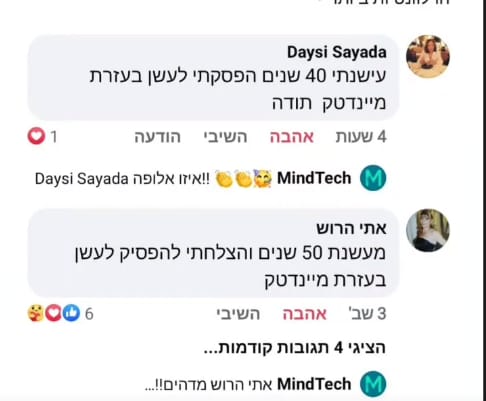 Daysi Sayada
עישנתי 40 שנים הפסקתי לעשן בעזרת
מיינדטק תודה
4 שעות אהבה השיבי הודעה 1
MindTech Daysi Sayada איזו אלופה!!
אתי הרוש
מעשנת 50 שנים והצלחתי להפסיק לעשן
בעזרת מיינדטק
3 שב' אהבה השיבי 6
הציגי 4 תגובות קודמות...
MindTech אתי הרוש מדהים!!...